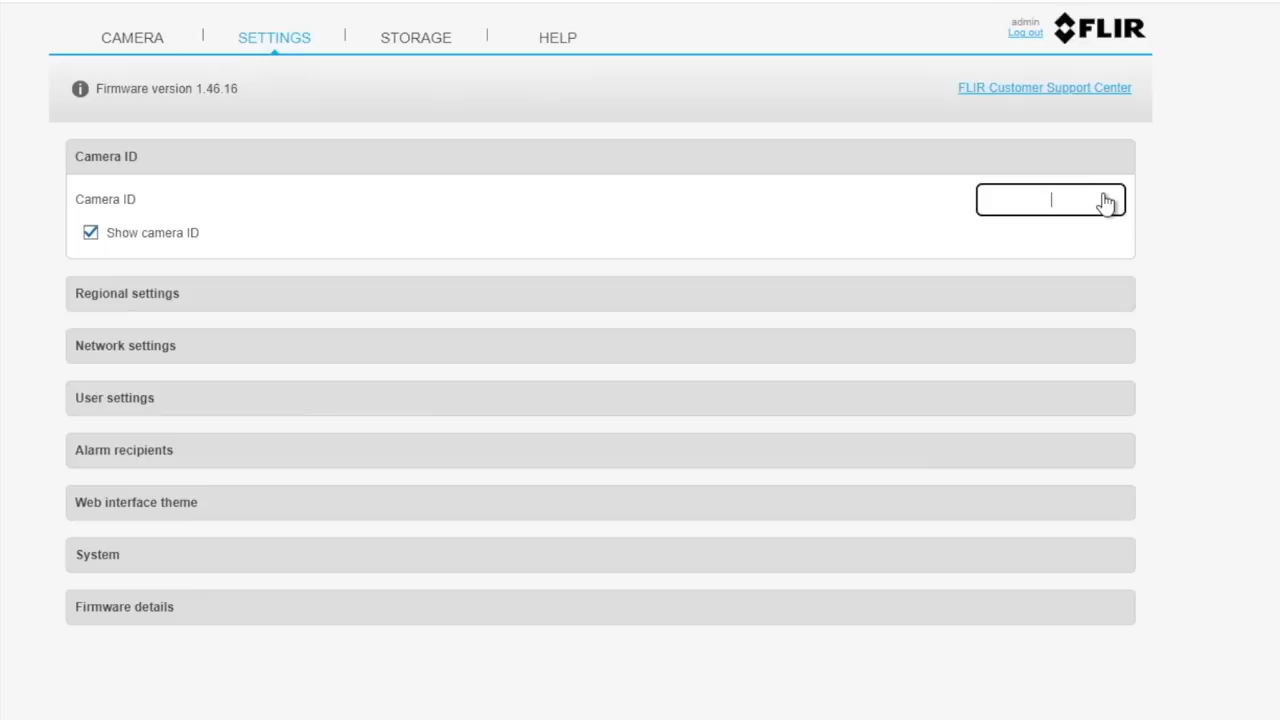 CAMERA | SETTINGS | STORAGE | HELP
admin
Log out
FLIR
Firmware version 1.46.16
FLIR Customer Support Center
Camera ID
Camera ID
Show camera ID
Regional settings
Network settings
User settings
Alarm recipients
Web interface theme
System
Firmware details